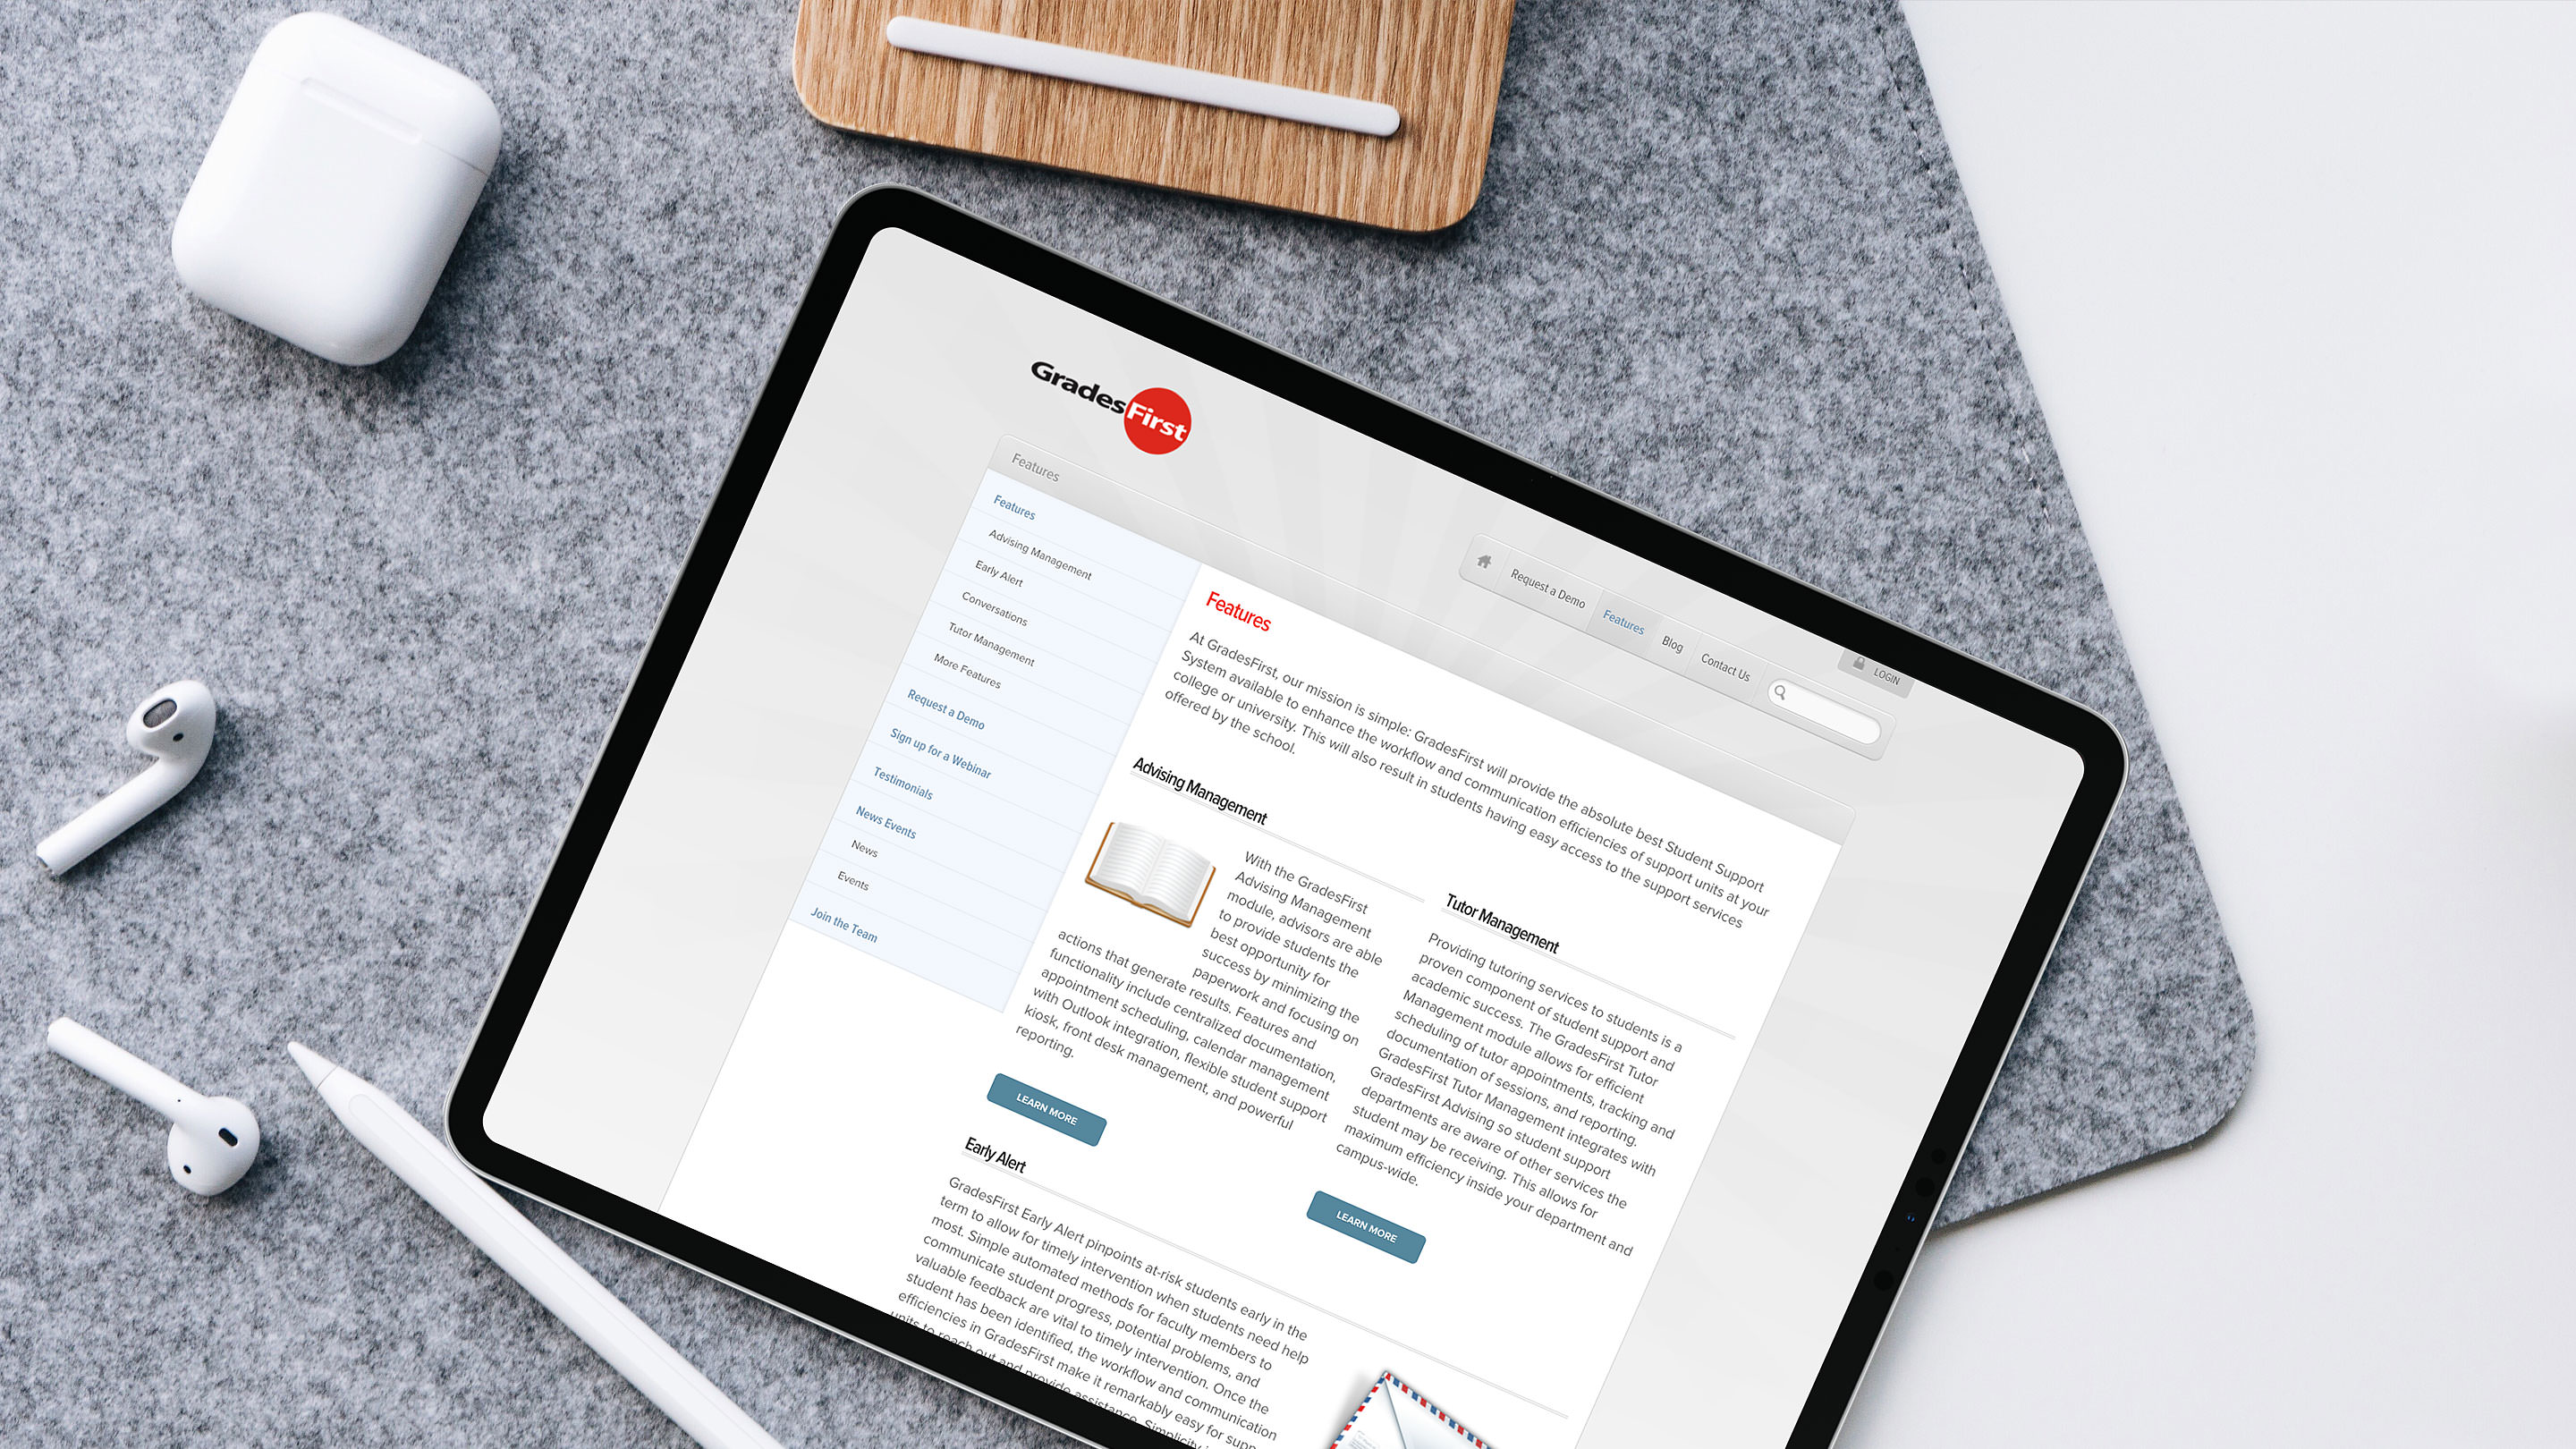 GradesFirst
LOGIN
Request a Demo
Features
Blog
Contact Us
Features
Features
Advising Management
Early Alert
Conversations
Tutor Management
More Features
Request a Demo
Sign up for a Webinar
Testimonials
News Events
News
Events
Join the Team
Features
At GradesFirst, our mission is simple: GradesFirst will provide the absolute best Student Support
System available to enhance the workflow and communication efficiencies of support units at your
college or university. This will also result in students having easy access to the support services
offered by the school.
Advising Management
With the GradesFirst
Advising Management
module, advisors are able
to provide students the
best opportunity for
success by minimizing the
paperwork and focusing on
actions that generate results. Features and
functionality include centralized documentation,
appointment scheduling, calendar management
with Outlook integration, flexible student support
kiosk, front desk management, and powerful
reporting.
LEARN MORE
Tutor Management
Providing tutoring services to students is a
proven component of student support and
academic success. The GradesFirst Tutor
Management module allows for efficient
scheduling of tutor appointments, tracking and
documentation of sessions, and reporting.
GradesFirst Tutor Management integrates with
GradesFirst Advising so student support
departments are aware of other services the
student may be receiving. This allows for
maximum efficiency inside your department and
campus-wide.
LEARN MORE
Early Alert
GradesFirst Early Alert pinpoints at-risk students early in the
term to allow for timely intervention when students need help
most. Simple automated methods for faculty members to
communicate student progress, potential problems, and
valuable feedback are vital to timely intervention. Once the
student has been identified, the workflow and communication
efficiencies in GradesFirst make it remarkably easy for
units to reach out and provide assistance. Simplicity